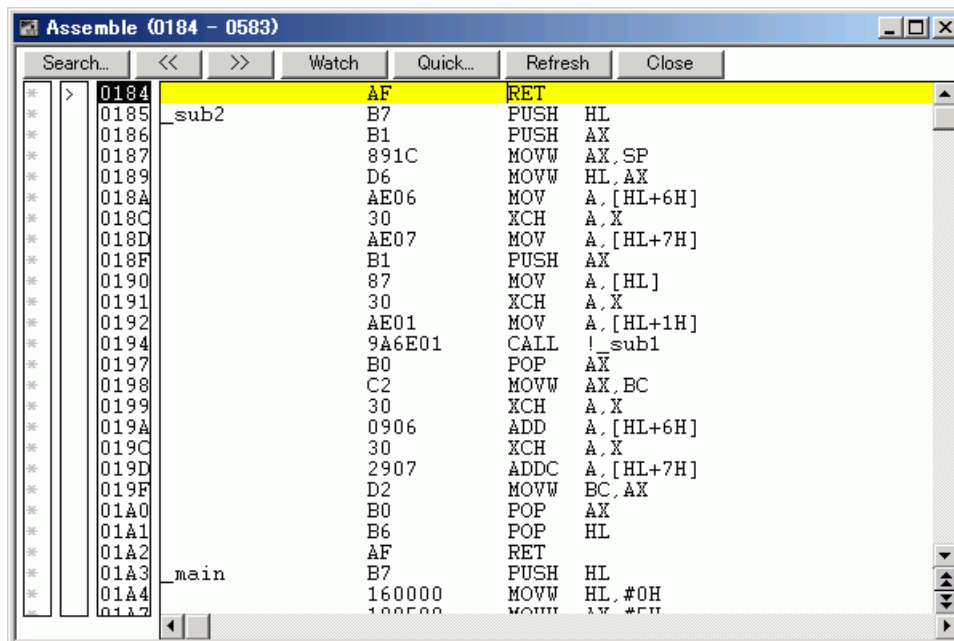 Assemble (0184 - 0583)
Search... << >> Watch Quick... Refresh Close
* > 0184 AF RET
* 0185 _sub2 B7 PUSH HL
* 0186 B1 PUSH AX
* 0187 891C MOVW AX,SP
* 0189 D6 MOVW HL,AX
* 018A AE06 MOV A,[HL+6H]
* 018C 30 XCH A,X
* 018D AE07 MOV A,[HL+7H]
* 018F B1 PUSH AX
* 0190 87 MOV A,[HL]
* 0191 30 XCH A,X
* 0192 AE01 MOV A,[HL+1H]
* 0194 9A6E01 CALL !_sub1
* 0197 B0 POP AX
* 0198 C2 MOVW AX,BC
* 0199 30 XCH A,X
* 019A 0906 ADD A,[HL+6H]
* 019C 30 XCH A,X
* 019D 2907 ADDC A,[HL+7H]
* 019F D2 MOVW BC,AX
* 01A0 B0 POP AX
* 01A1 B6 POP HL
* 01A2 AF RET
* 01A3 _main B7 PUSH HL
* 01A4 160000 MOVW HL,#0H
* 01A7 100500 MOVW AX,#5H